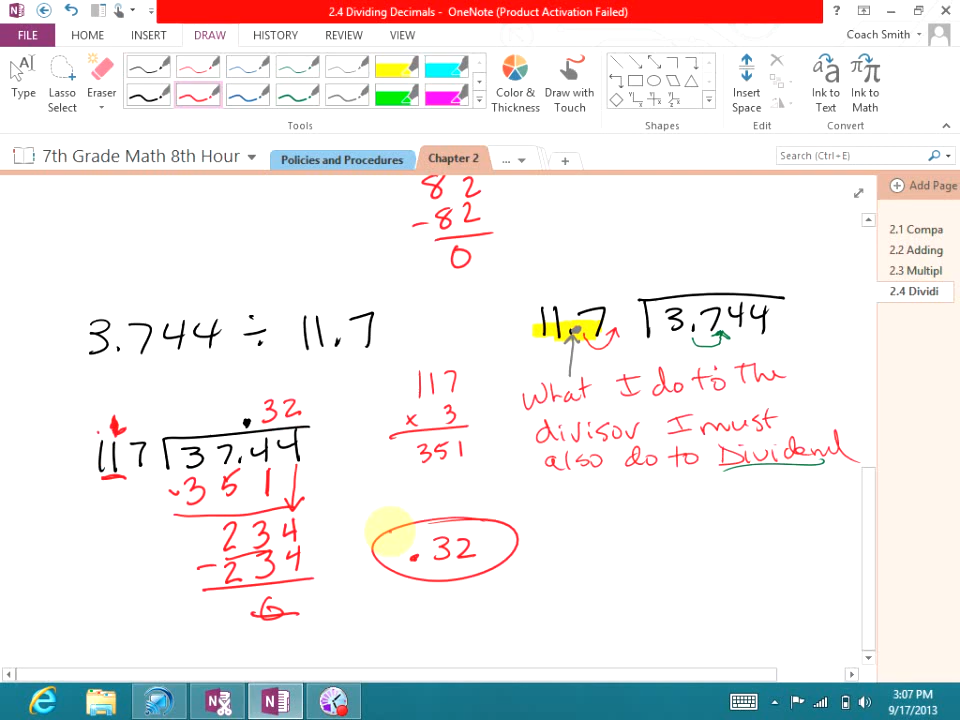 2.4 Dividing Decimals - OneNote (Product Activation Failed)
FILE HOME INSERT DRAW HISTORY REVIEW VIEW Coach Smith
Type Lasso Select Eraser Color & Thickness Draw with Touch Insert Space Ink to Text Ink to Math
Tools Shapes Edit Convert
7th Grade Math 8th Hour Policies and Procedures Chapter 2 ... + Search (Ctrl+E)
Add Page
2.1 Compa
2.2 Adding
2.3 Multipl
2.4 Dividi
82
-82
0
3.744 ÷ 11.7
11.7 3.744
What I do to the
divisor I must
also do to Dividend
117
x 3
351
.32
117 37.44
-351
234
-234
0
.32
3:07 PM
9/17/2013